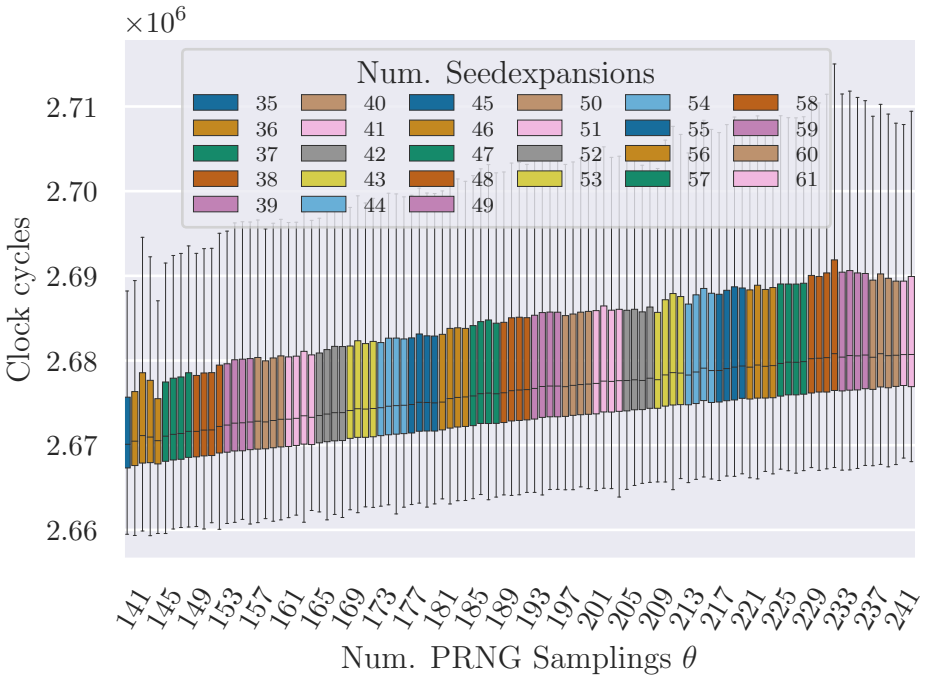 ×10⁶
Num. Seedexpansions
35 40 45 50 54 58
36 41 46 51 55 59
37 42 47 52 56 60
38 43 48 53 57 61
39 44 49
2.71
2.70
2.69
2.68
2.67
2.66
Clock cycles
141 145 149 153 157 161 165 169 173 177 181 185 189 193 197 201 205 209 213 217 221 225 229 233 237 241
Num. PRNG Samplings θ